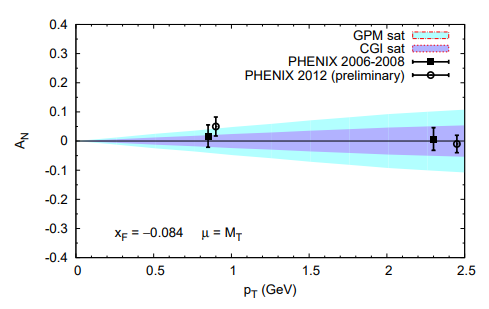 GPM sat
CGI sat
PHENIX 2006-2008
PHENIX 2012 (preliminary)
0.4
0.3
0.2
0.1
0
-0.1
-0.2
-0.3
-0.4
A_N
x_F = −0.084 μ = M_T
0 0.5 1 1.5 2 2.5
p_T (GeV)